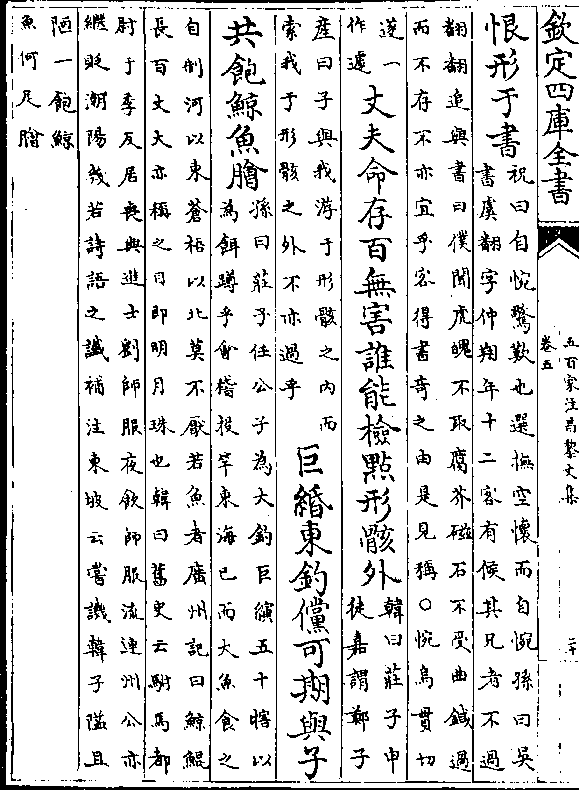 欽定四庫全書
五百家注昌黎文集
卷五
二十
恨形于書
祝曰自惋驚歎也選撫空懷而自惋孫曰吳
書虞翻字仲翔年十二客有候其兄者不過
翻翻追與書曰僕聞虎魄不取腐芥磁石不受曲鍼過
而不存不亦宜乎客得書奇之由是見稱○惋烏貫切
遂一
作遽
丈夫命存百無害誰能檢點形骸外
韓曰莊子申
徒嘉謂鄭子
產曰子與我游于形骸之內而
索我于形骸之外不亦過乎
巨緡東釣儻可期與子
共飽鯨魚膾
孫曰莊子任公子為大釣巨緇五十犗以
為餌蹲乎會稽投竿東海已而大魚食之
自制河以東蒼梧以北莫不厭若魚者廣州記曰鯨鯤
長百丈大亦稱之目即明月珠也韓曰舊史云駙馬都
尉于季友居喪與進士劉師服夜飲師服流連州公亦
繼貶潮陽幾若詩語之讖補注東坡云嘗譏韓子隘且
陋一飽鯨
魚何足膾